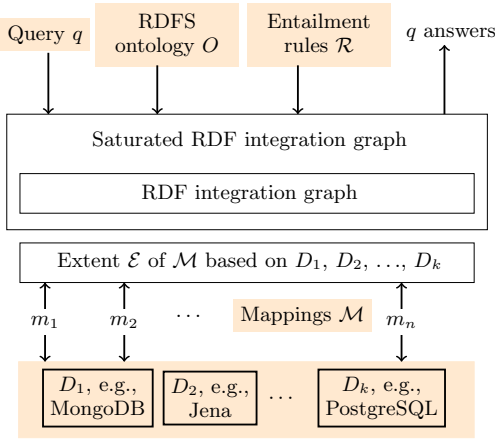 Query q
RDFS
ontology O
Entailment
rules ℛ
q answers
Saturated RDF integration graph
RDF integration graph
Extent ℰ of ℳ based on D₁, D₂, …, Dₖ
m₁ m₂ ⋯ Mappings ℳ mₙ
D₁, e.g.,
MongoDB
D₂, e.g.,
Jena
⋯
Dₖ, e.g.,
PostgreSQL